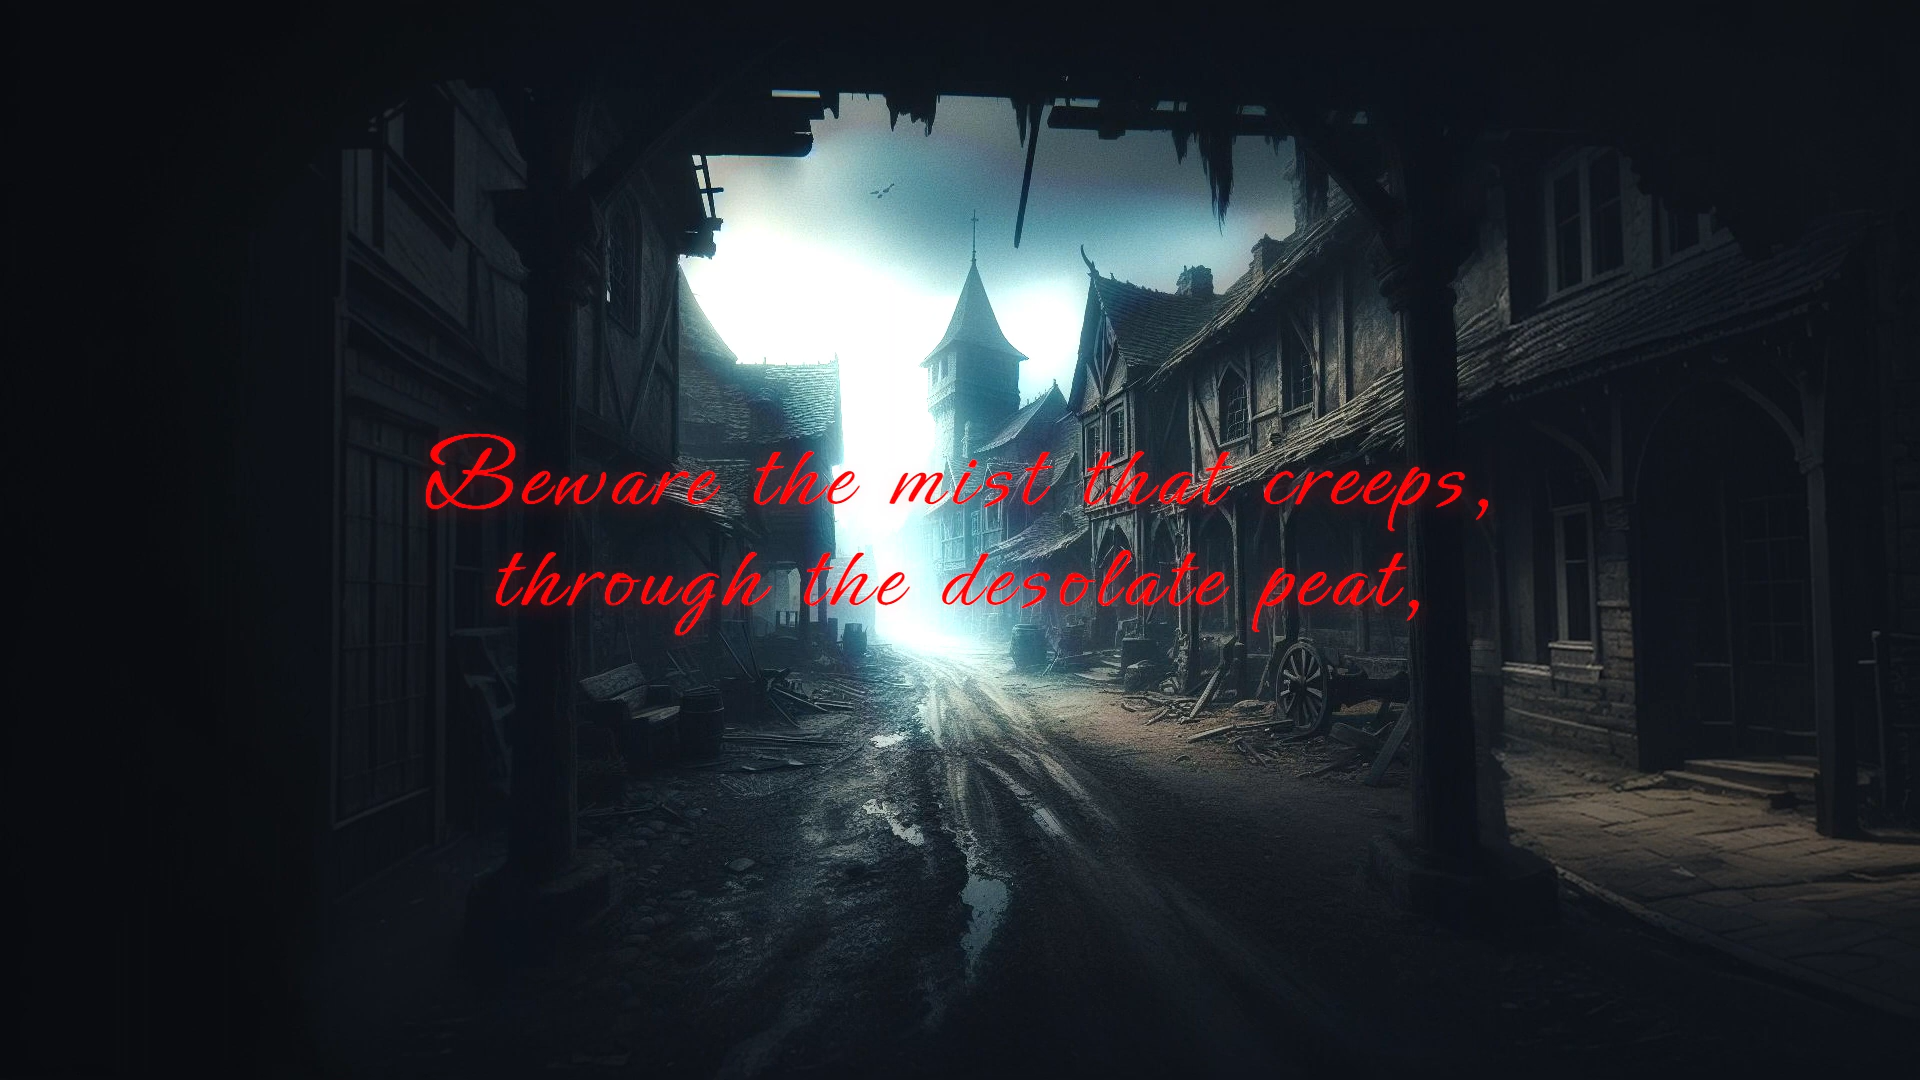 Beware the mist that creeps,
through the desolate peat,